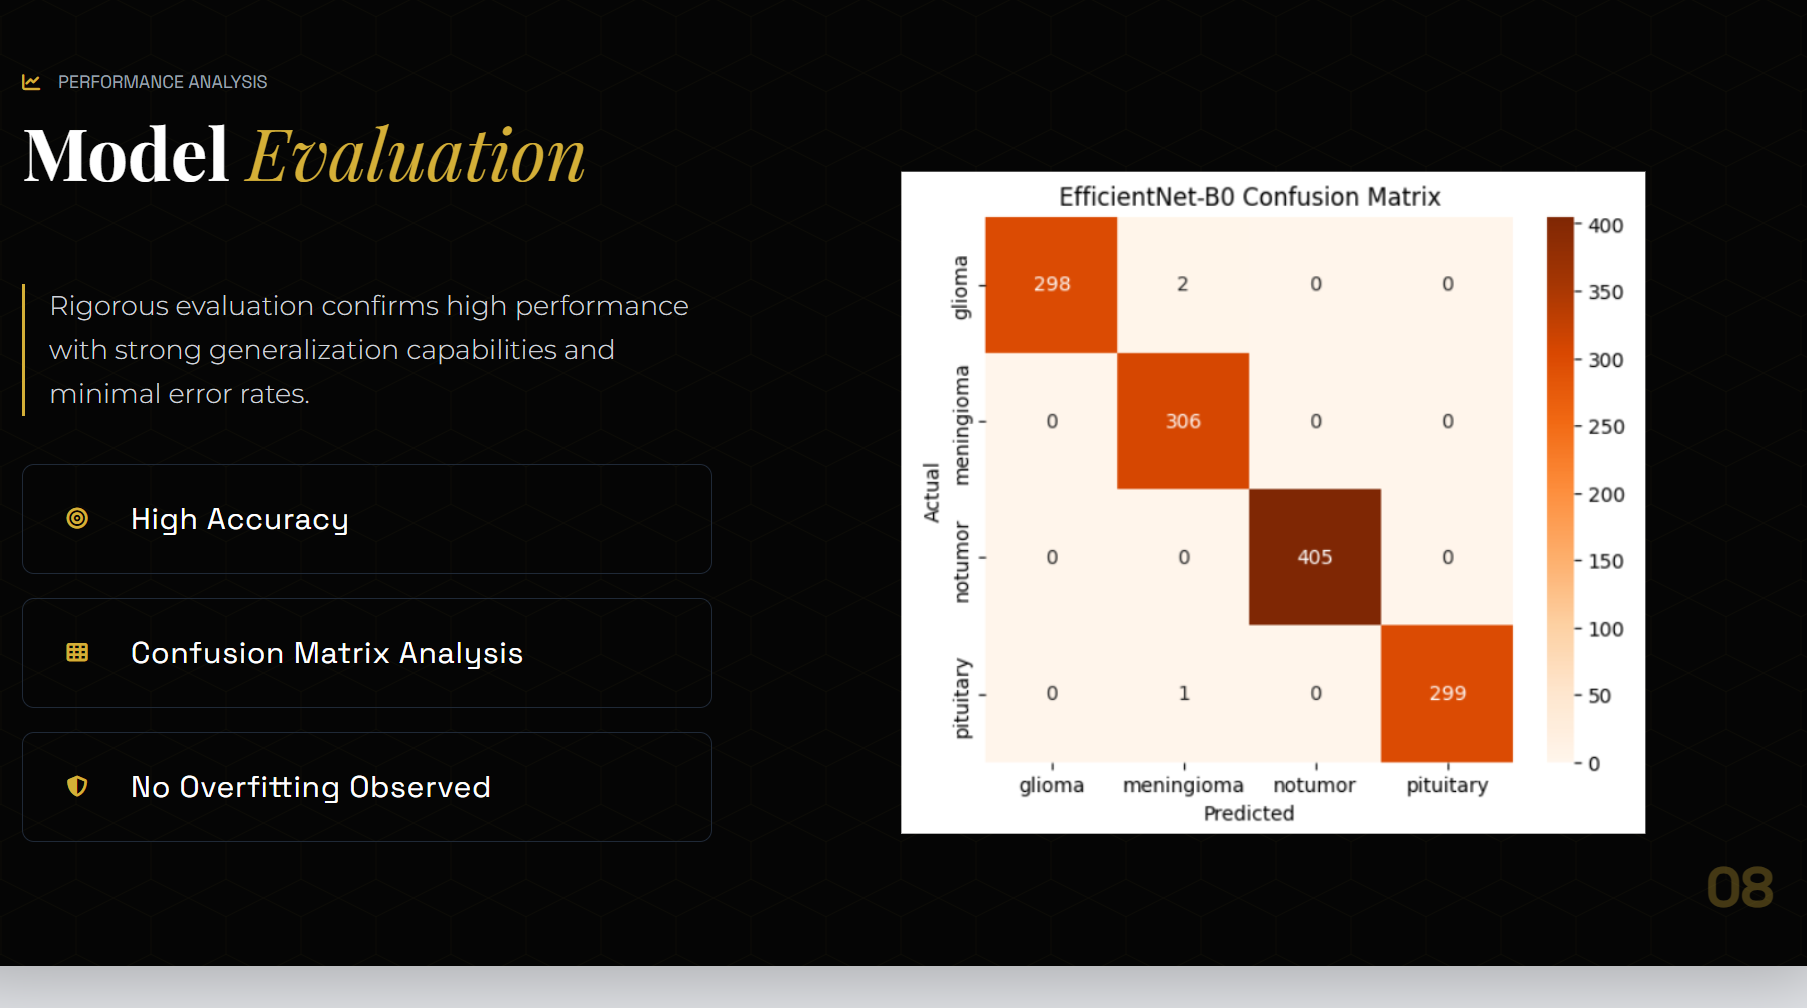 PERFORMANCE ANALYSIS
Model Evaluation
Rigorous evaluation confirms high performance
with strong generalization capabilities and
minimal error rates.
High Accuracy
Confusion Matrix Analysis
No Overfitting Observed
EfficientNet-B0 Confusion Matrix
Actual
glioma 298 2 0 0
meningioma 0 306 0 0
notumor 0 0 405 0
pituitary 0 1 0 299
glioma meningioma notumor pituitary
Predicted
400
350
300
250
200
150
100
50
0
08